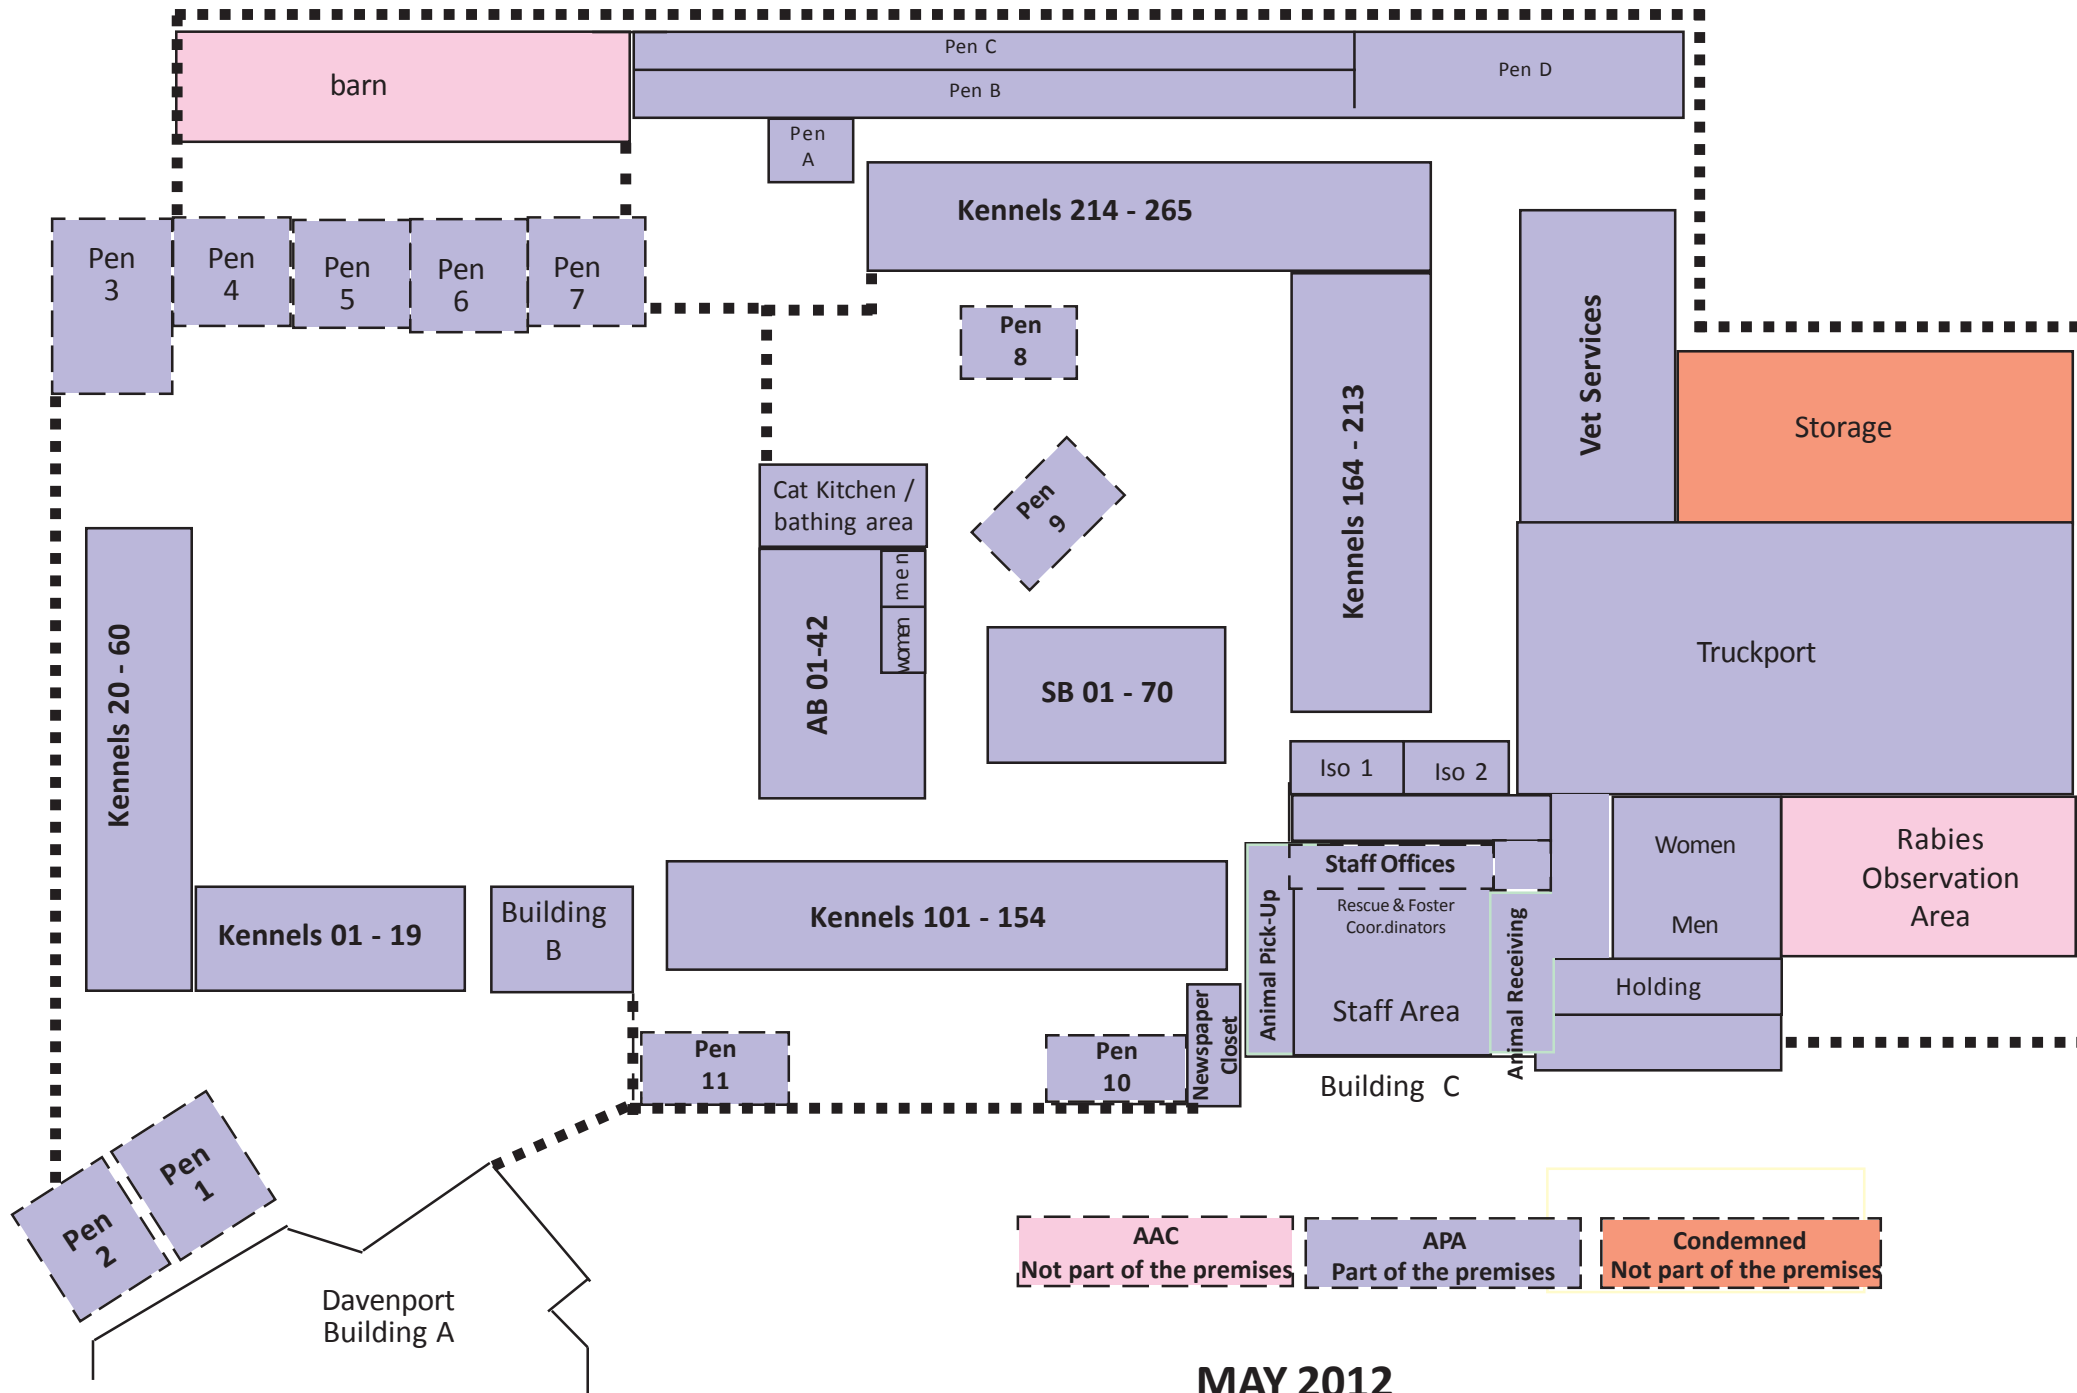 Pen C
Pen B
Pen D
barn
Pen
A
Kennels 214 - 265
Pen
3
Pen
4
Pen
5
Pen
6
Pen
7
Pen
8
Vet Services
Storage
Kennels 164 - 213
Cat Kitchen /
bathing area
Pen
9
men
women
AB 01-42
Kennels 20 - 60
SB 01 - 70
Truckport
Iso 1
Iso 2
Women
Men
Rabies
Observation
Area
Staff Offices
Rescue & Foster
Coor.dinators
Animal Pick-Up
Animal Receiving
Staff Area
Holding
Building
B
Kennels 01 - 19
Kennels 101 - 154
Newspaper
Closet
Pen
11
Pen
10
Building C
Pen
1
Pen
2
Davenport
Building A
AAC
Not part of the premises
APA
Part of the premises
Condemned
Not part of the premises
MAY 2012